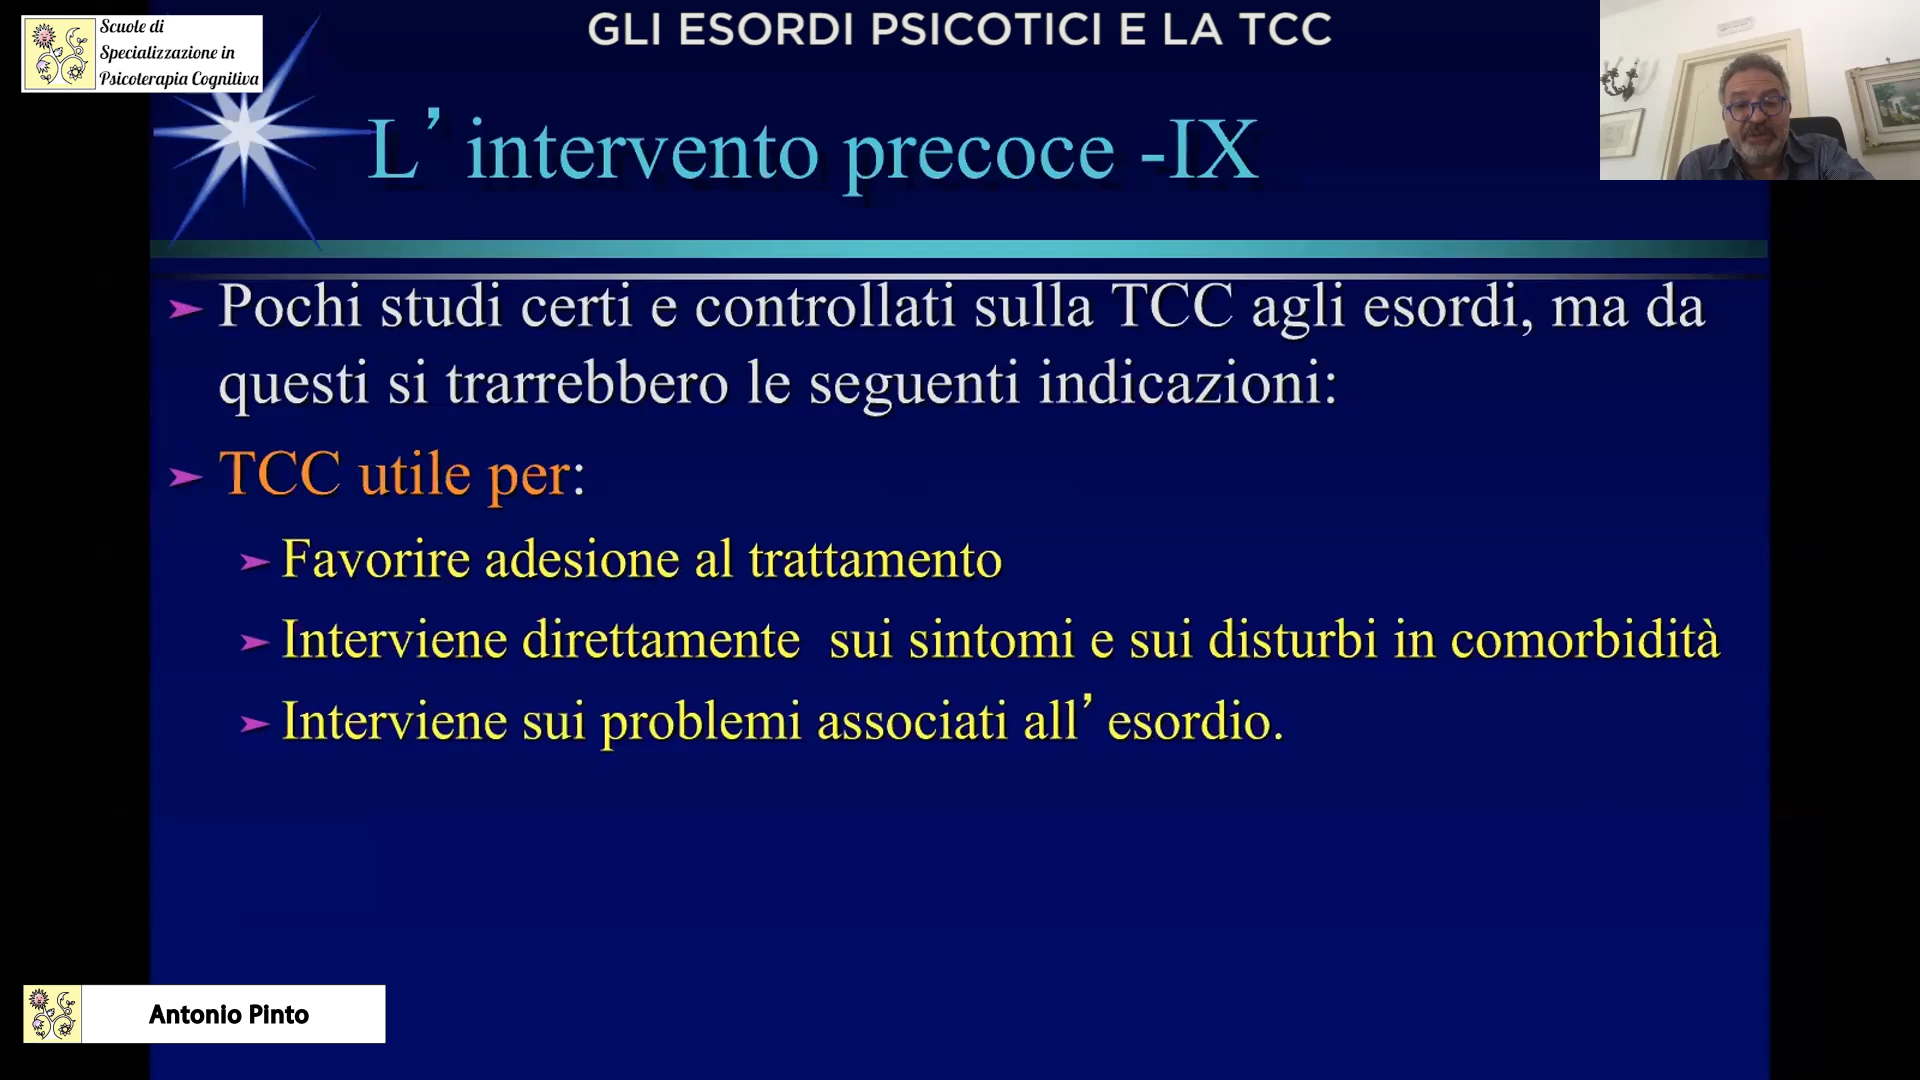 Scuole di
Specializzazione in
Psicoterapia Cognitiva
GLI ESORDI PSICOTICI E LA TCC
L’ intervento precoce -IX
Pochi studi certi e controllati sulla TCC agli esordi, ma da
questi si trarrebbero le seguenti indicazioni:
TCC utile per:
Favorire adesione al trattamento
Interviene direttamente  sui sintomi e sui disturbi in comorbidità
Interviene sui problemi associati all’ esordio.
Antonio Pinto